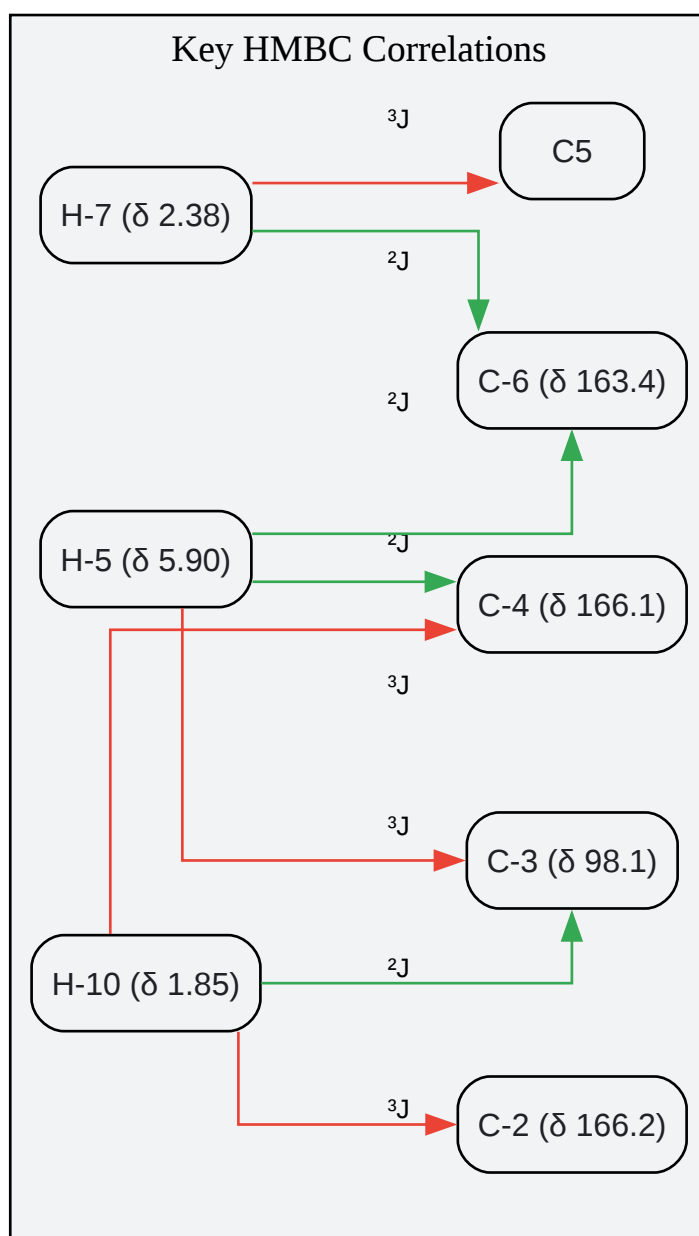 Key HMBC Correlations
³J
C5
H-7 (δ 2.38)
²J
C-6 (δ 163.4)
²J
²J
H-5 (δ 5.90)
C-4 (δ 166.1)
³J
³J
C-3 (δ 98.1)
²J
H-10 (δ 1.85)
³J
C-2 (δ 166.2)